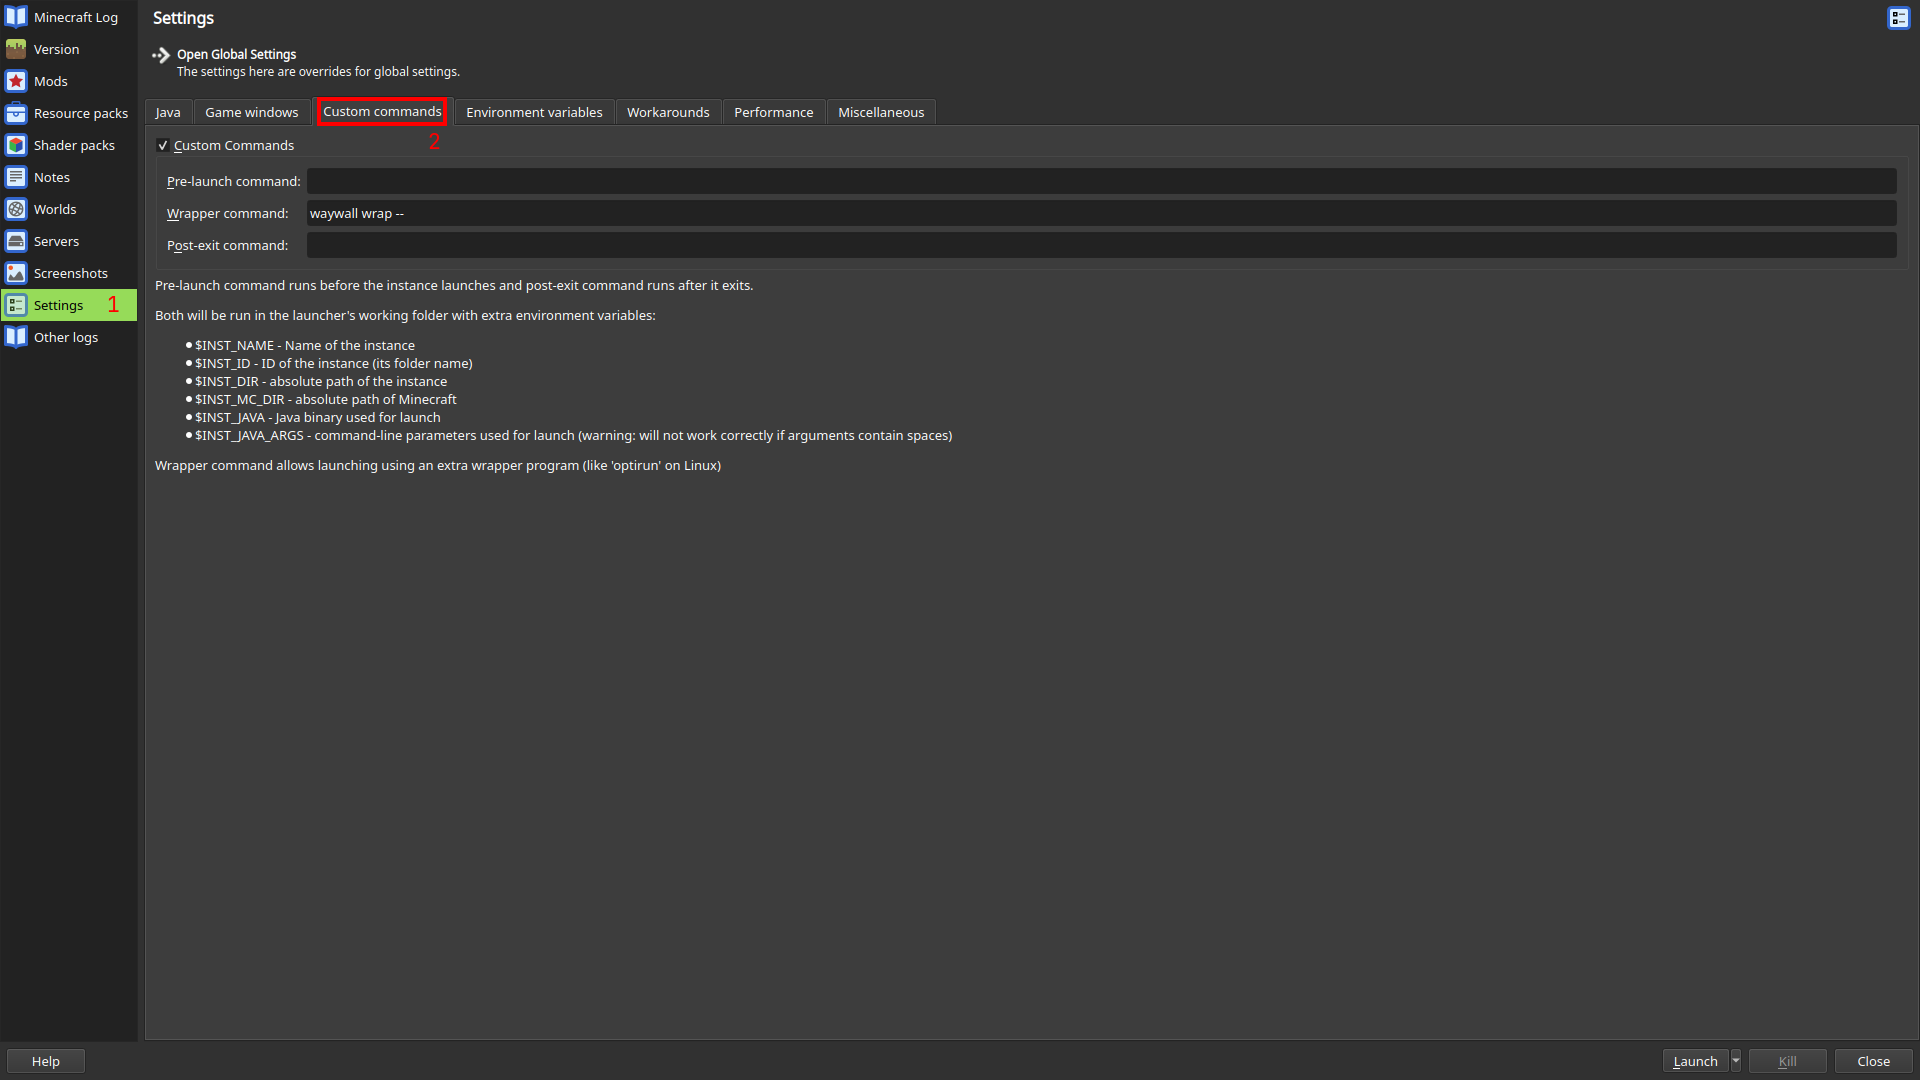 Minecraft Log
Version
Mods
Resource packs
Shader packs
Notes
Worlds
Servers
Screenshots
Settings 1
Other logs
Settings
Open Global Settings
The settings here are overrides for global settings.
Java Game windows Custom commands Environment variables Workarounds Performance Miscellaneous
2
Custom Commands
Pre-launch command:
Wrapper command: waywall wrap --
Post-exit command:
Pre-launch command runs before the instance launches and post-exit command runs after it exits.
Both will be run in the launcher's working folder with extra environment variables:
• $INST_NAME - Name of the instance
• $INST_ID - ID of the instance (its folder name)
• $INST_DIR - absolute path of the instance
• $INST_MC_DIR - absolute path of Minecraft
• $INST_JAVA - Java binary used for launch
• $INST_JAVA_ARGS - command-line parameters used for launch (warning: will not work correctly if arguments contain spaces)
Wrapper command allows launching using an extra wrapper program (like 'optirun' on Linux)
Help Launch Kill Close